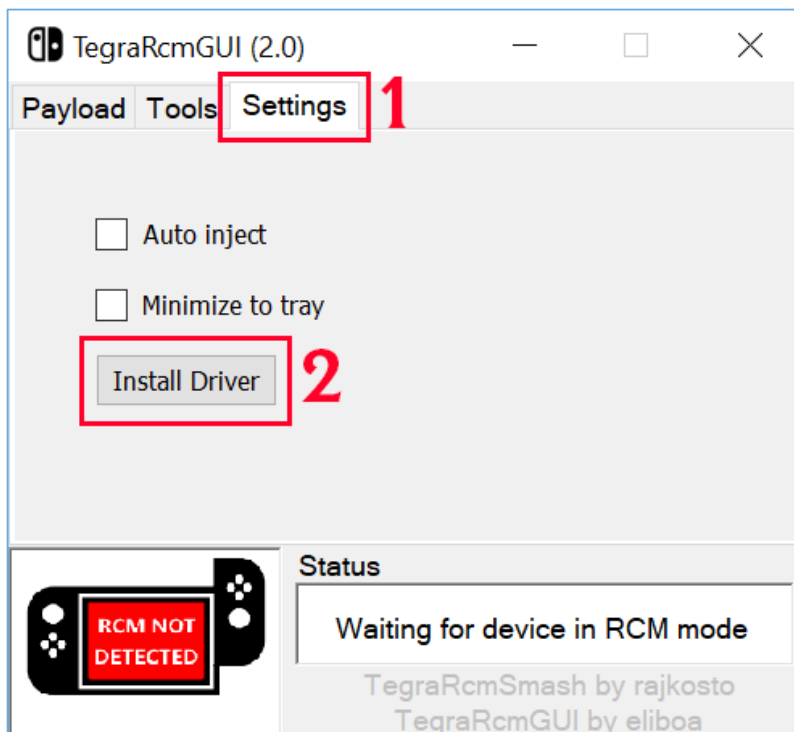 TegraRcmGUI (2.0)
Payload Tools Settings 1
Auto inject
Minimize to tray
Install Driver 2
Status
RCM NOT
DETECTED
Waiting for device in RCM mode
TegraRcmSmash by rajkosto
TegraRcmGUI by eliboa